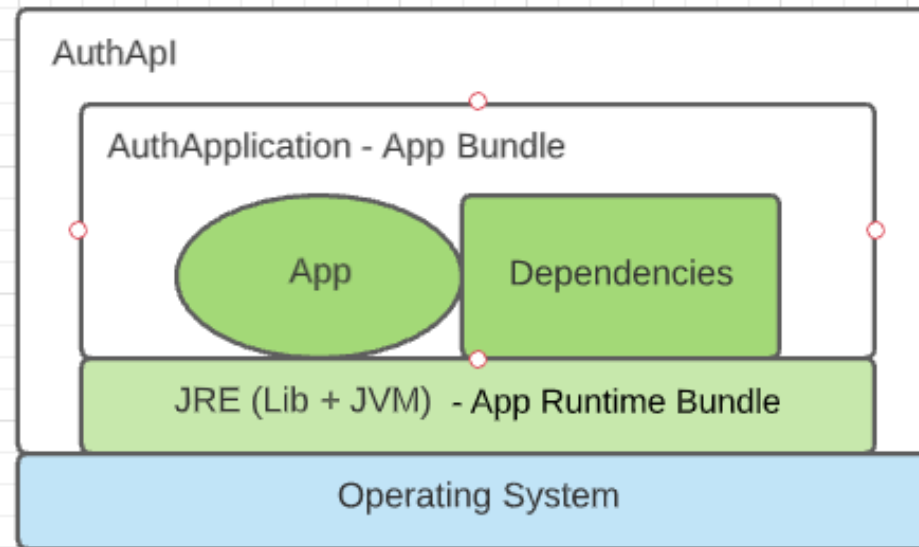 AuthApI
AuthApplication - App Bundle
App
Dependencies
JRE (Lib + JVM) - App Runtime Bundle
Operating System